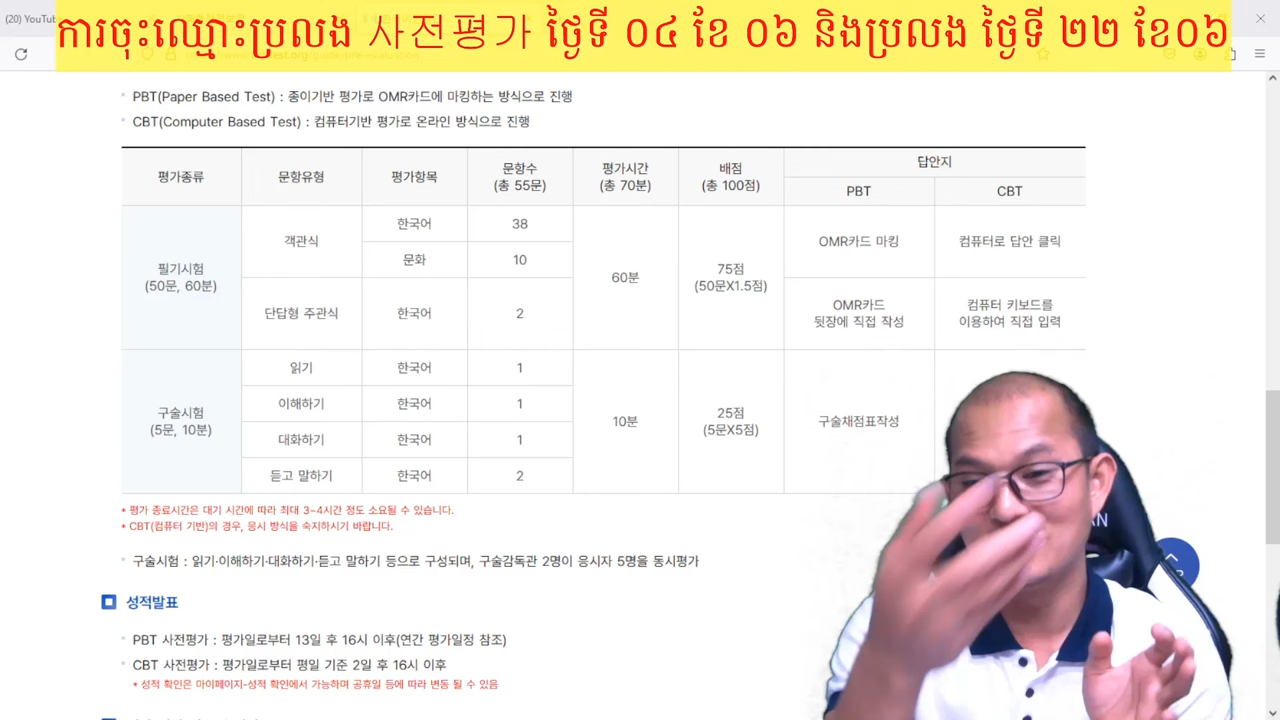 (20) YouTu
ការចុះឈ្មោះប្រលង 사전평가 ថ្ងៃទី ០៤ ខែ ០៦ និងប្រលង ថ្ងៃទី ២២ ខែ០៦
PBT(Paper Based Test) : 종이기반 평가로 OMR카드에 마킹하는 방식으로 진행
CBT(Computer Based Test) : 컴퓨터기반 평가로 온라인 방식으로 진행
평가종류 문항유형 평가항목 문항수 (총 55문) 평가시간 (총 70분) 배점 (총 100점) 답안지
PBT CBT
필기시험 (50문, 60분) 객관식 한국어 38 60분 75점 (50문X1.5점) OMR카드 마킹 컴퓨터로 답안 클릭
문화 10
단답형 주관식 한국어 2 OMR카드 뒷장에 직접 작성 컴퓨터 키보드를 이용하여 직접 입력
구술시험 (5문, 10분) 읽기 한국어 1 10분 25점 (5문X5점) 구술채점표작성
이해하기 한국어 1
대화하기 한국어 1
듣고 말하기 한국어 2
* 평가 종료시간은 대기 시간에 따라 최대 3~4시간 정도 소요될 수 있습니다.
* CBT(컴퓨터 기반)의 경우, 응시 방식을 숙지하시기 바랍니다.
구술시험 : 읽기·이해하기·대화하기·듣고 말하기 등으로 구성되며, 구술감독관 2명이 응시자 5명을 동시평가
성적발표
PBT 사전평가 : 평가일로부터 13일 후 16시 이후(연간 평가일정 참조)
CBT 사전평가 : 평가일로부터 평일 기준 2일 후 16시 이후
* 성적 확인은 마이페이지-성적 확인에서 가능하며 공휴일 등에 따라 변동 될 수 있음